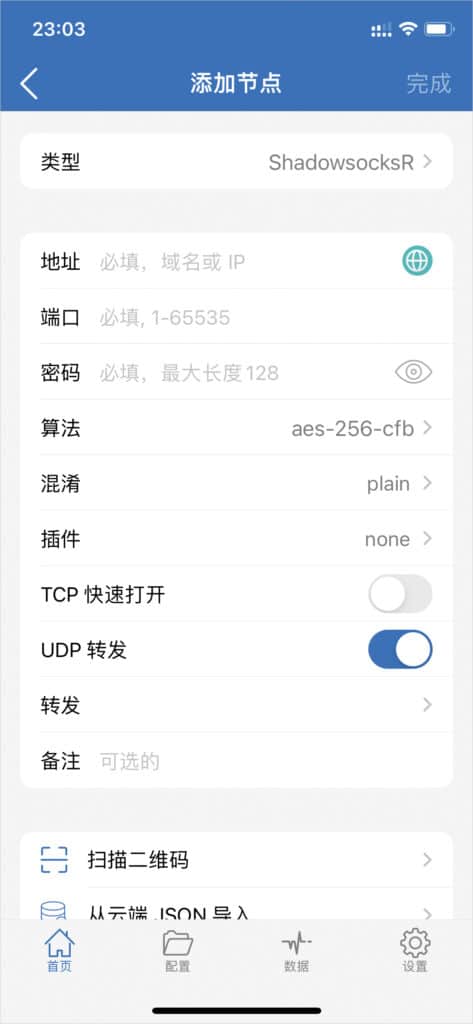 23:03
添加节点
完成
类型 ShadowsocksR
地址 必填，域名或 IP
端口 必填, 1-65535
密码 必填，最大长度128
算法 aes-256-cfb
混淆 plain
插件 none
TCP 快速打开
UDP 转发
转发
备注 可选的
扫描二维码
从云端 JSON 导入
首页 配置 数据 设置